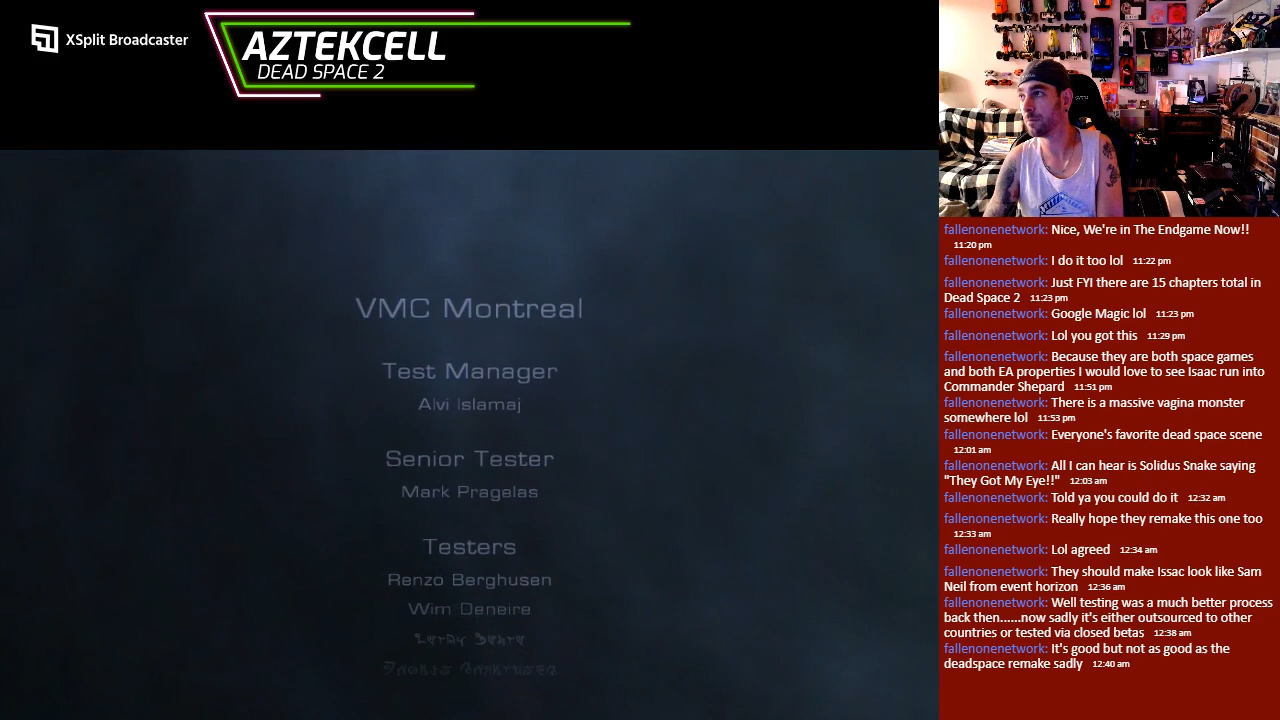 XSplit Broadcaster
AZTEKCELL
DEAD SPACE 2
VMC Montreal
Test Manager
Alvi Islamaj
Senior Tester
Mark Pragelas
Testers
Renzo Berghusen
Wim Deneire
fallenonenetwork: Nice, We're in The Endgame Now!!
11:20 pm
fallenonenetwork: I do it too lol 11:22 pm
fallenonenetwork: Just FYI there are 15 chapters total in
Dead Space 2 11:23 pm
fallenonenetwork: Google Magic lol 11:23 pm
fallenonenetwork: Lol you got this 11:29 pm
fallenonenetwork: Because they are both space games
and both EA properties I would love to see Isaac run into
Commander Shepard 11:51 pm
fallenonenetwork: There is a massive vagina monster
somewhere lol 11:53 pm
fallenonenetwork: Everyone's favorite dead space scene
12:01 am
fallenonenetwork: All I can hear is Solidus Snake saying
"They Got My Eye!!" 12:03 am
fallenonenetwork: Told ya you could do it 12:32 am
fallenonenetwork: Really hope they remake this one too
12:33 am
fallenonenetwork: Lol agreed 12:34 am
fallenonenetwork: They should make Issac look like Sam
Neil from event horizon 12:36 am
fallenonenetwork: Well testing was a much better process
back then......now sadly it's either outsourced to other
countries or tested via closed betas 12:38 am
fallenonenetwork: It's good but not as good as the
deadspace remake sadly 12:40 am